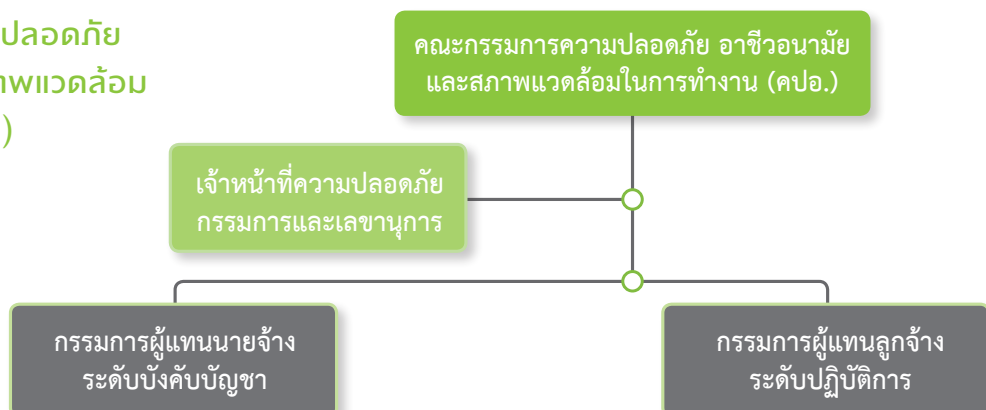 ปลอดภัย
าพแวดล้อม
)
คณะกรรมการความปลอดภัย อาชีวอนามัย
และสภาพแวดล้อมในการทำงาน (คปอ.)
เจ้าหน้าที่ความปลอดภัย
กรรมการและเลขานุการ
กรรมการผู้แทนนายจ้าง
ระดับบังคับบัญชา
กรรมการผู้แทนลูกจ้าง
ระดับปฏิบัติการ